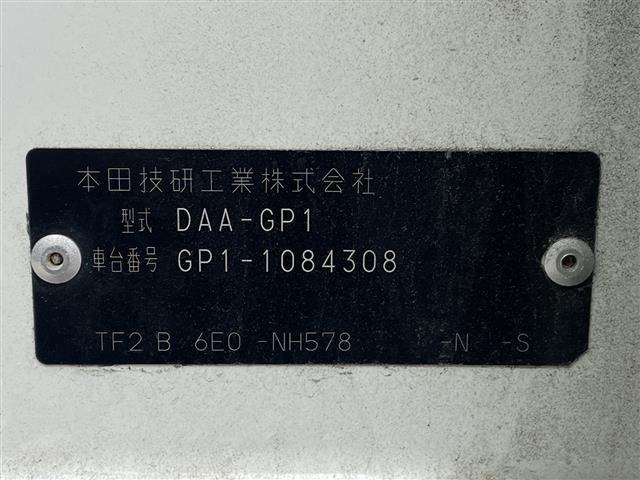 本田技研工業株式会社
型式 DAA-GP1
車台番号 GP1-1084308
TF2 B 6E0 -NH578 -N -S